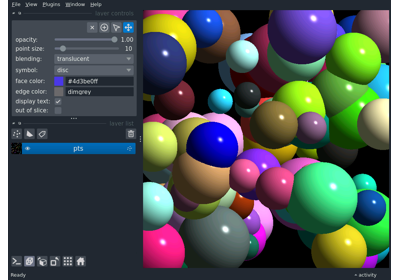 File View Plugins Window Help
layer controls
opacity: 1.00
point size: 10
blending: translucent
symbol: disc
face color: #4d3be0ff
edge color: dimgrey
display text:
out of slice:
layer list
pts
Ready
activity